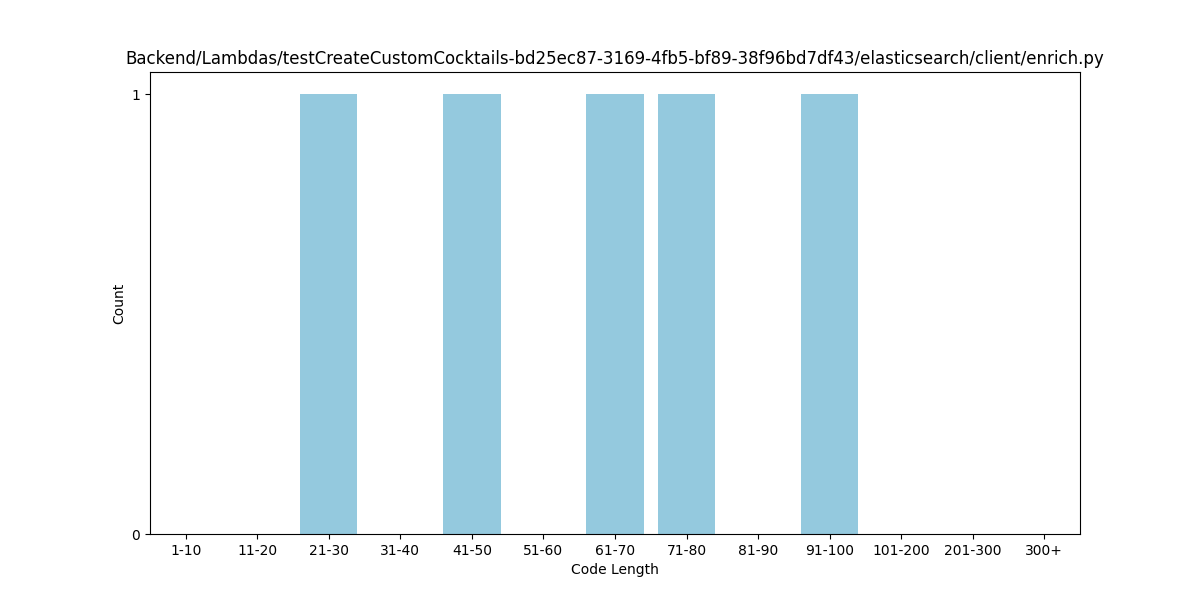 Backend/Lambdas/testCreateCustomCocktails-bd25ec87-3169-4fb5-bf89-38f96bd7df43/elasticsearch/client/enrich.py
1
Count
0
1-10 11-20 21-30 31-40 41-50 51-60 61-70 71-80 81-90 91-100 101-200 201-300 300+
Code Length